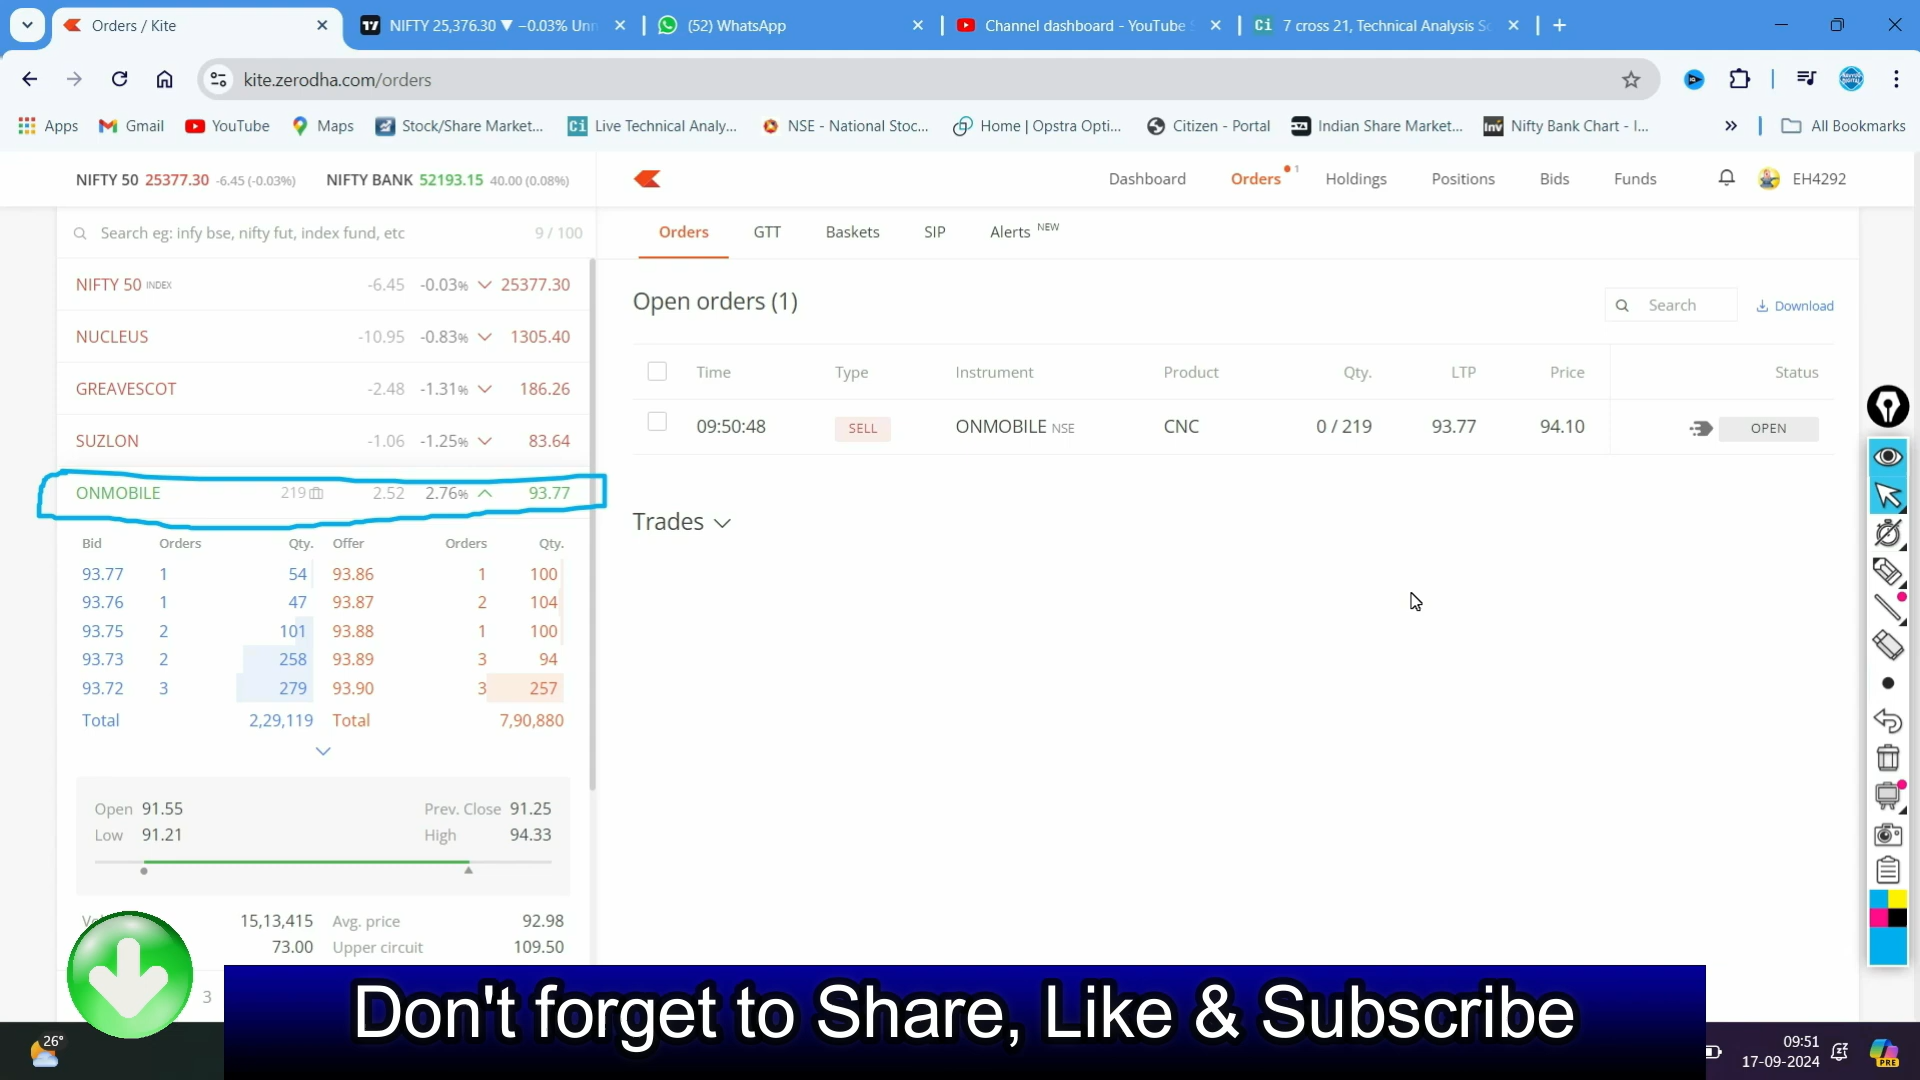 Orders / Kite
NIFTY 25,376.30 ▼ −0.03% Unn
(52) WhatsApp
Channel dashboard - YouTube S
Ci 7 cross 21, Technical Analysis Sc
kite.zerodha.com/orders
Apps
Gmail
YouTube
Maps
Stock/Share Market...
Ci Live Technical Analy...
NSE - National Stoc...
Home | Opstra Opti...
Citizen - Portal
Indian Share Market...
Inv Nifty Bank Chart - I...
»
All Bookmarks
NIFTY 50 25377.30 -6.45 (-0.03%)
NIFTY BANK 52193.15 40.00 (0.08%)
Dashboard
Orders 1
Holdings
Positions
Bids
Funds
EH4292
Search eg: infy bse, nifty fut, index fund, etc
9 / 100
NIFTY 50 INDEX -6.45 -0.03% 25377.30
NUCLEUS -10.95 -0.83% 1305.40
GREAVESCOT -2.48 -1.31% 186.26
SUZLON -1.06 -1.25% 83.64
ONMOBILE 219 2.52 2.76% 93.77
Bid Orders Qty. Offer Orders Qty.
93.77 1 54 93.86 1 100
93.76 1 47 93.87 2 104
93.75 2 101 93.88 1 100
93.73 2 258 93.89 3 94
93.72 3 279 93.90 3 257
Total 2,29,119 Total 7,90,880
Open 91.55 Prev. Close 91.25
Low 91.21 High 94.33
15,13,415 Avg. price 92.98
73.00 Upper circuit 109.50
3
Orders
GTT
Baskets
SIP
Alerts NEW
Open orders (1)
Search
Download
Time Type Instrument Product Qty. LTP Price Status
09:50:48 SELL ONMOBILE NSE CNC 0 / 219 93.77 94.10 OPEN
Trades
Don't forget to Share, Like & Subscribe
26°
09:51
17-09-2024
PRE